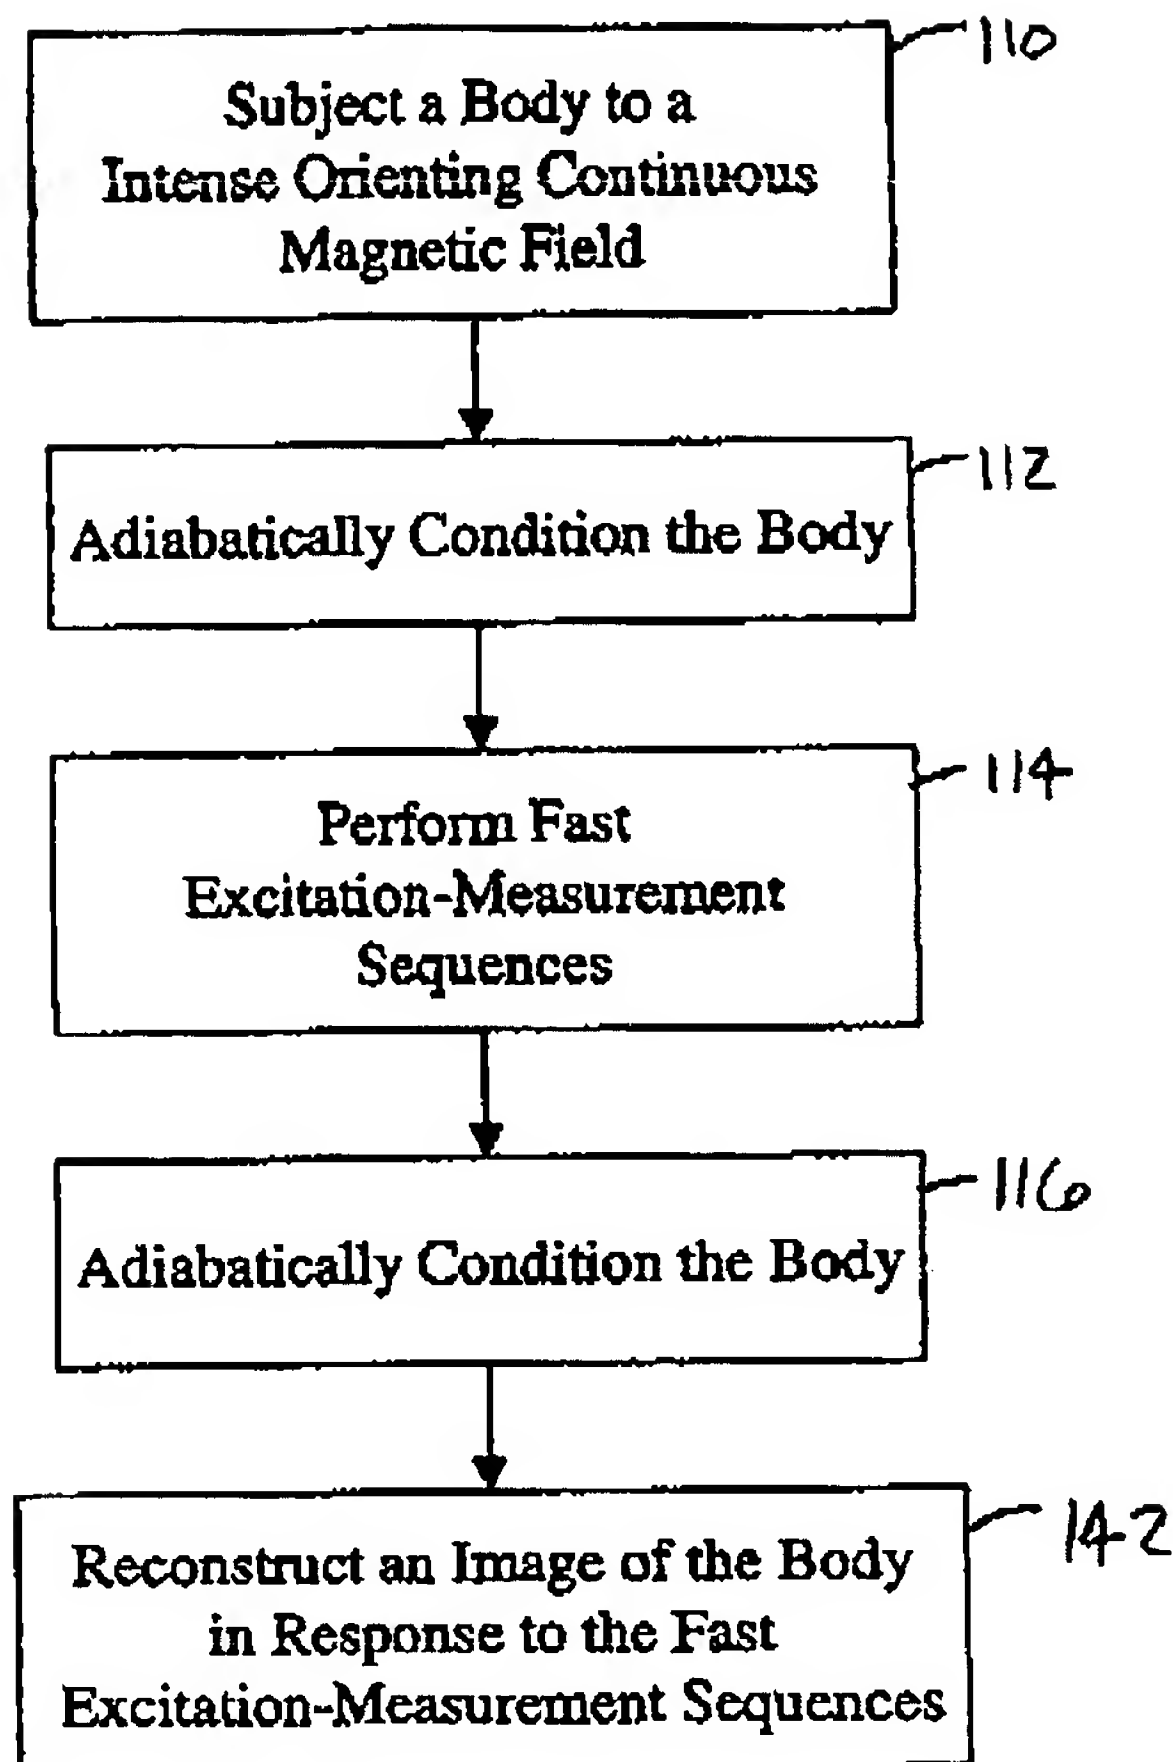 110
Subject a Body to a
Intense Orienting Continuous
Magnetic Field
112
Adiabatically Condition the Body
114
Perform Fast
Excitation-Measurement
Sequences
116
Adiabatically Condition the Body
142
Reconstruct an Image of the Body
in Response to the Fast
Excitation-Measurement Sequences